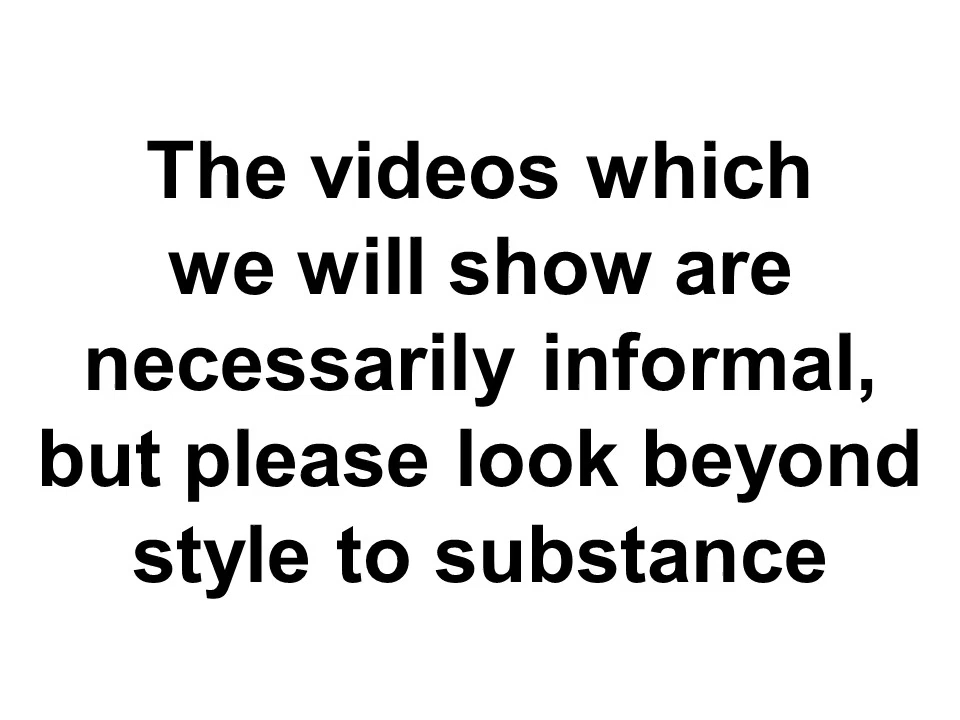 The videos which
we will show are
necessarily informal,
but please look beyond
style to substance